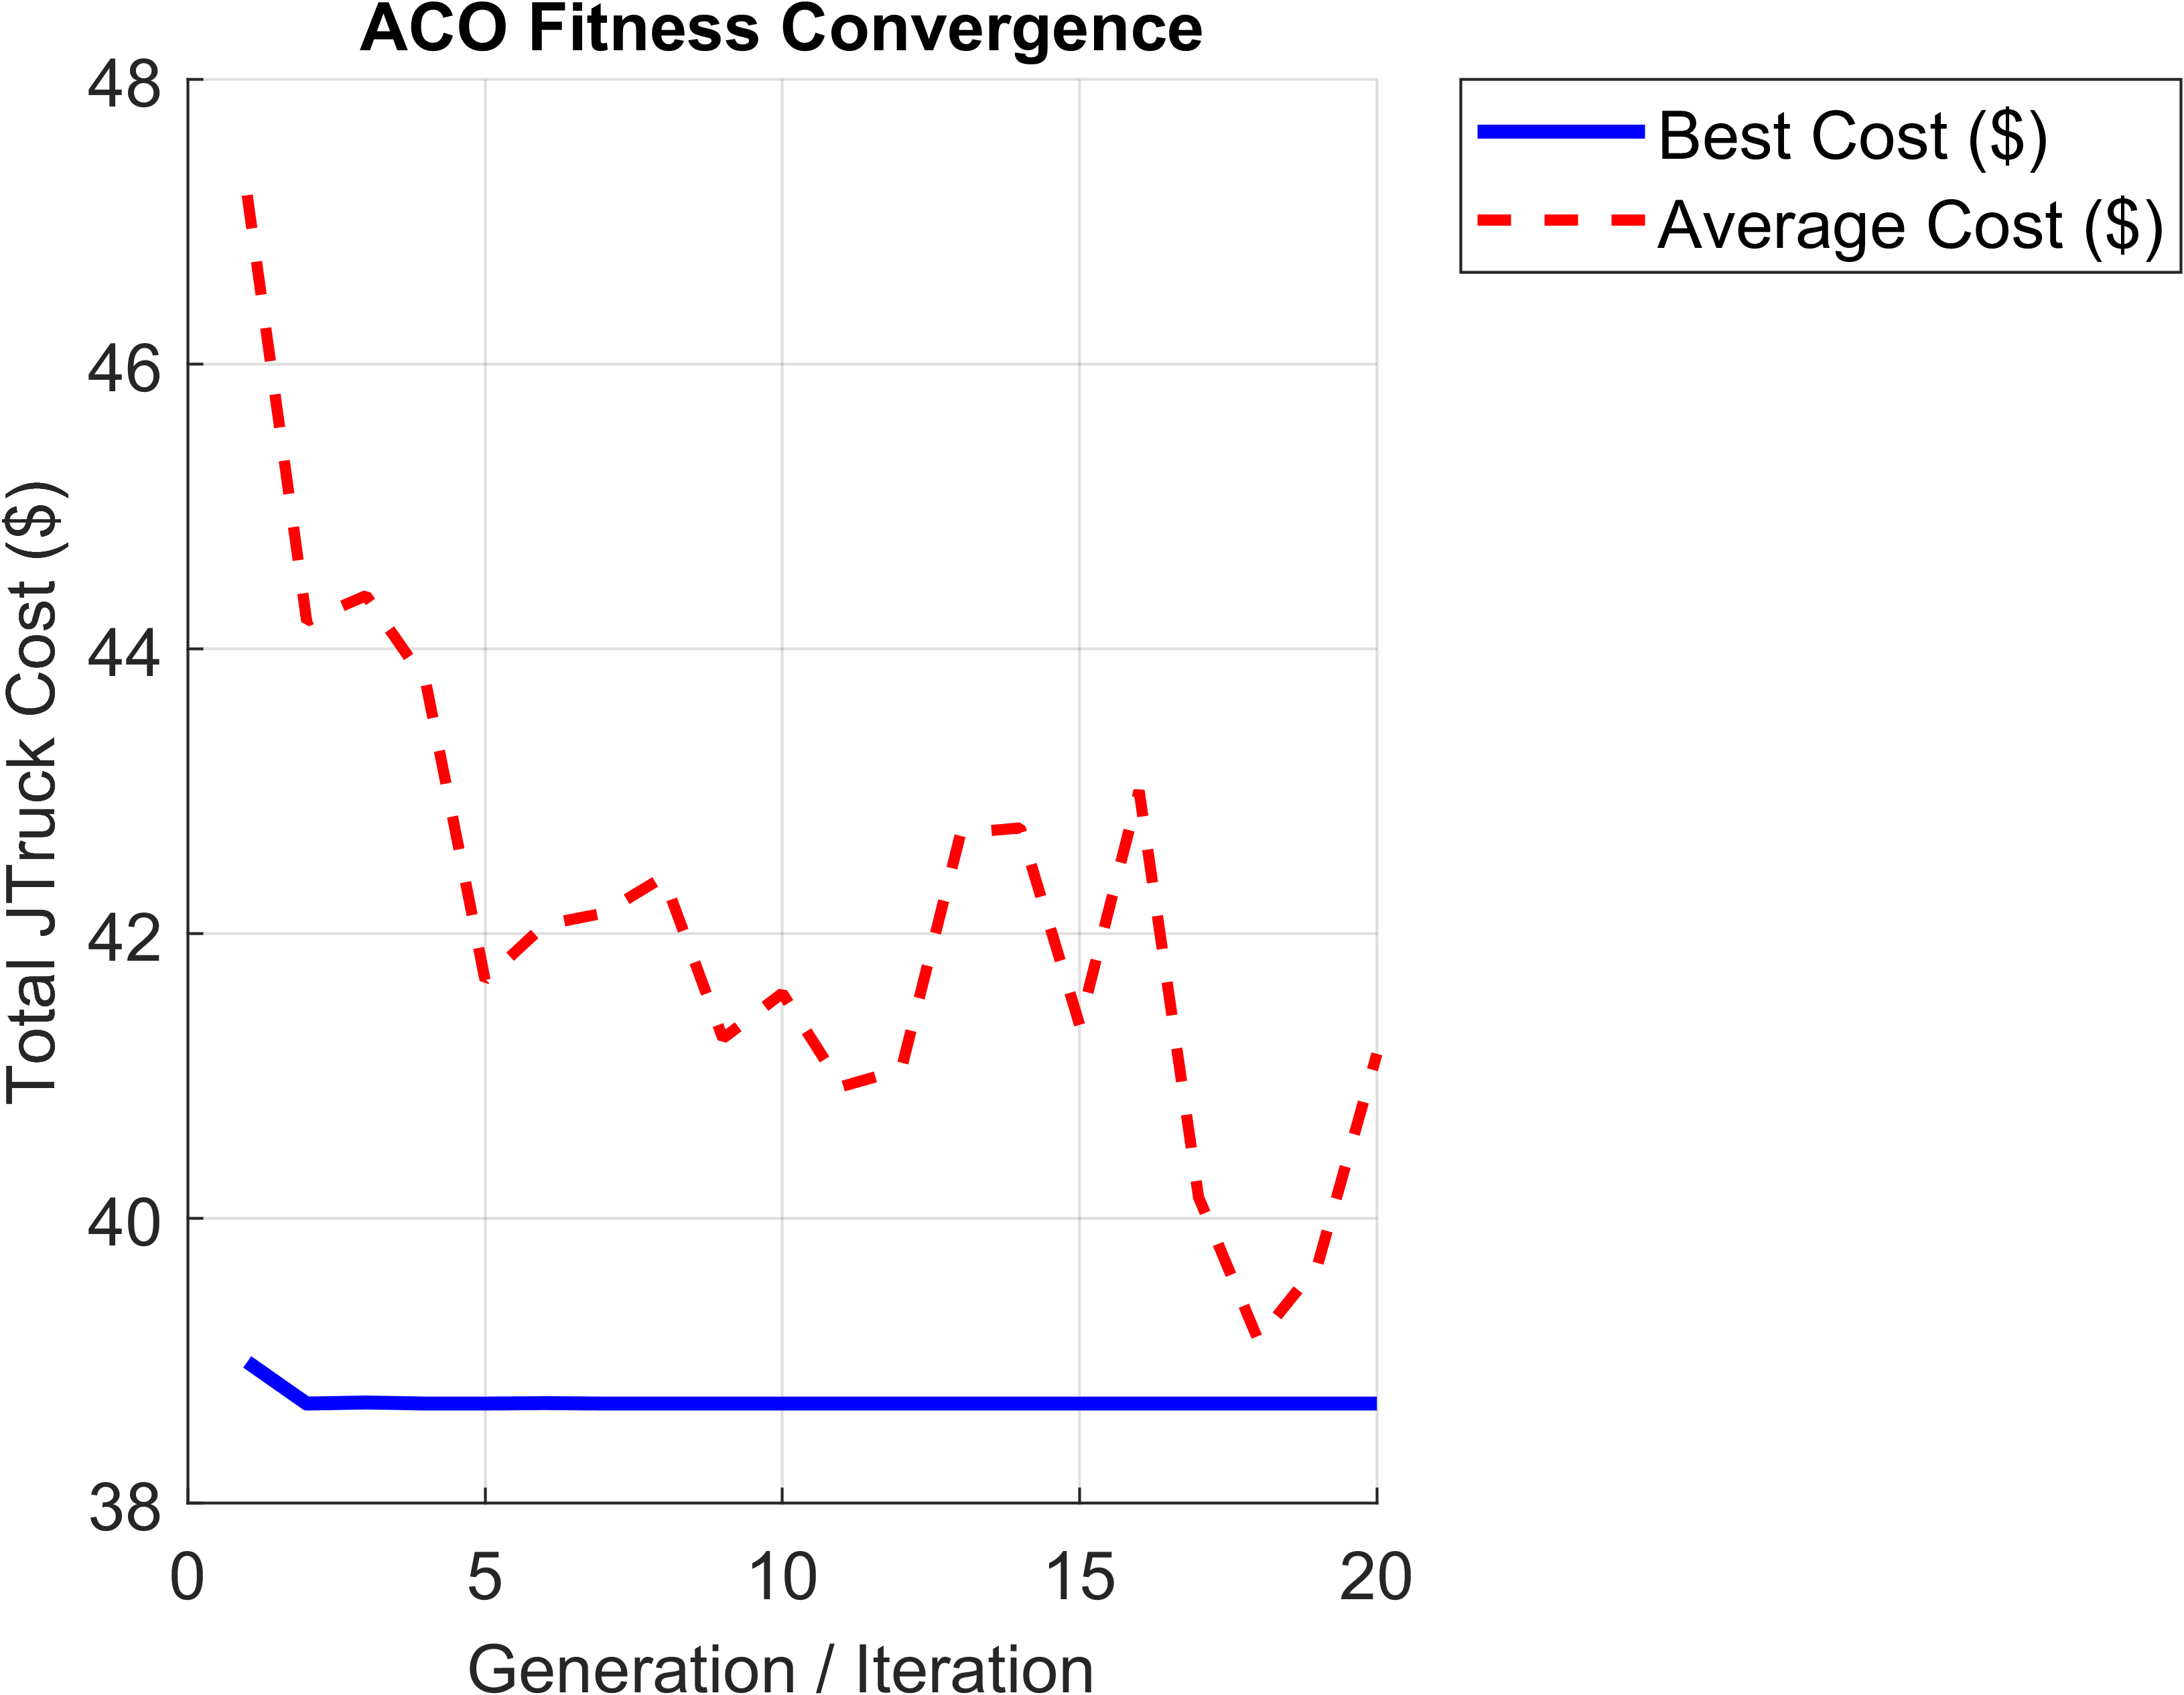 ACO Fitness Convergence
Best Cost ($)
Average Cost ($)
Total JTruck Cost ($)
48
46
44
42
40
38
0 5 10 15 20
Generation / Iteration